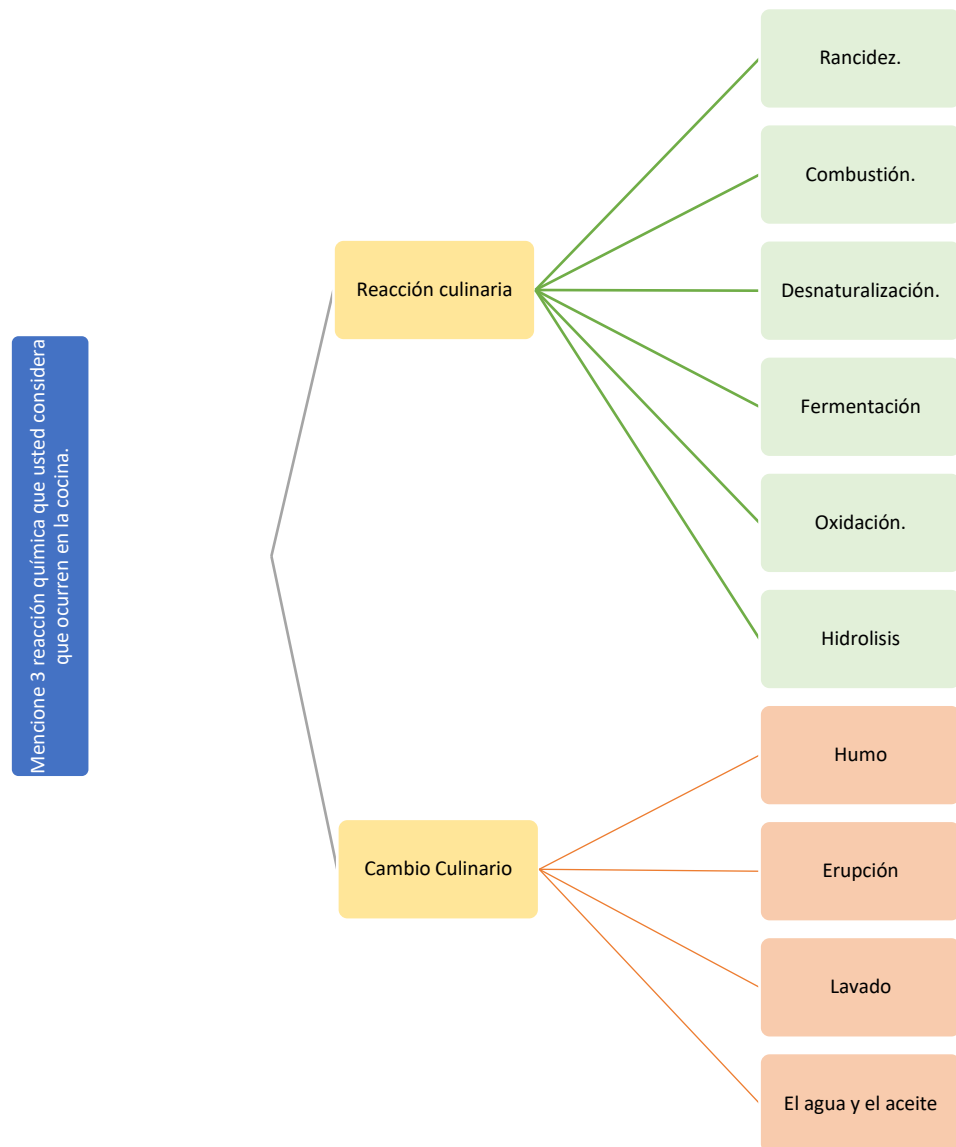 Mencione 3 reacción química que usted considera
que ocurren en la cocina.
Reacción culinaria
Rancidez.
Combustión.
Desnaturalización.
Fermentación
Oxidación.
Hidrolisis
Cambio Culinario
Humo
Erupción
Lavado
El agua y el aceite